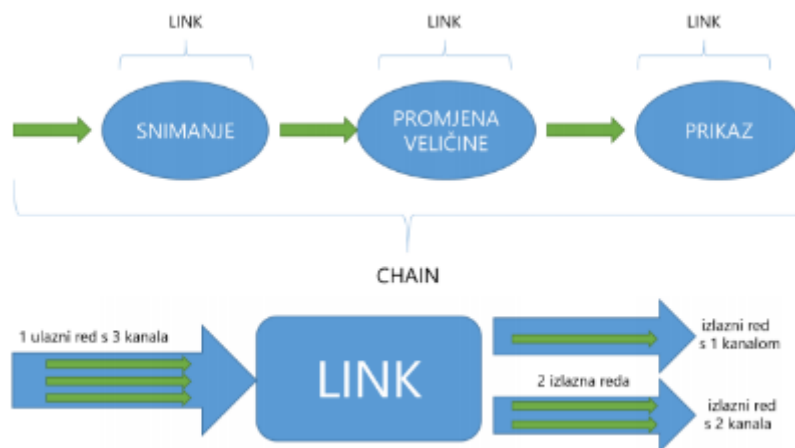 LINK
LINK
LINK
SNIMANJE
PROMJENA
VELIČINE
PRIKAZ
CHAIN
1 ulazni red s 3 kanala
LINK
2 izlazna reda
izlazni red
s 1 kanalom
izlazni red
s 2 kanala